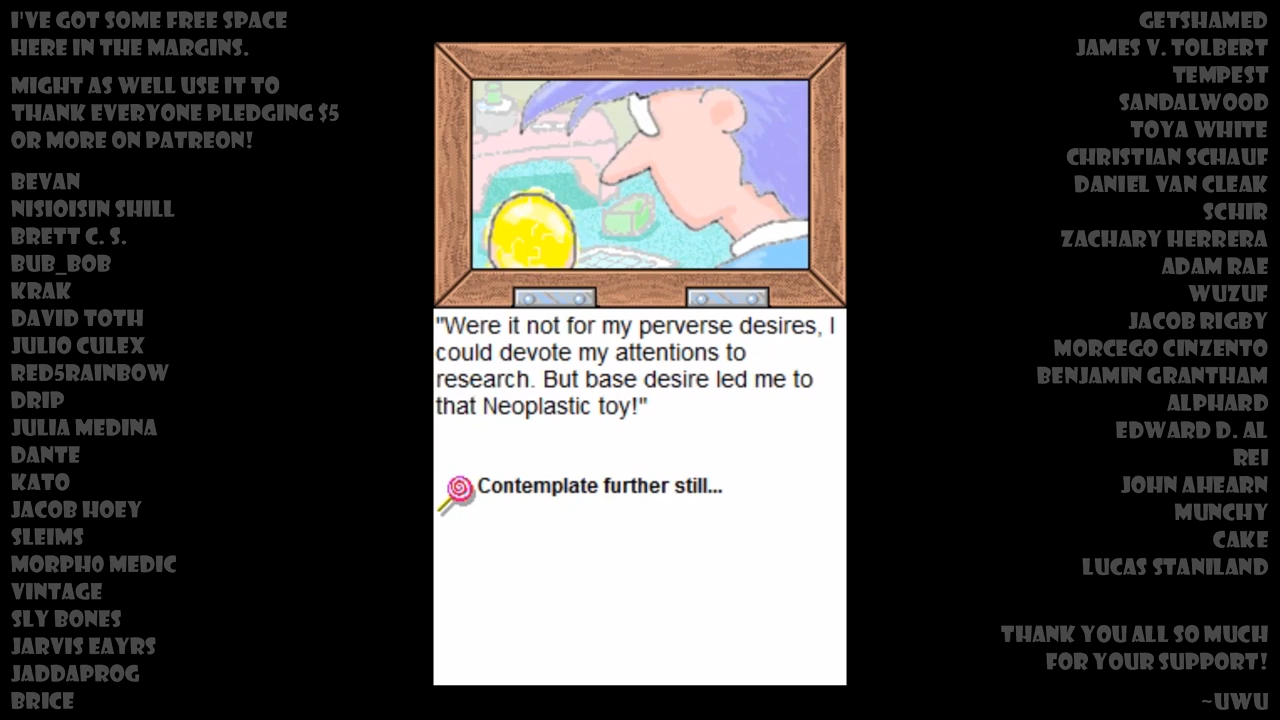 I'VE GOT SOME FREE SPACE
HERE IN THE MARGINS.
MIGHT AS WELL USE IT TO
THANK EVERYONE PLEDGING $5
OR MORE ON PATREON!
BEVAN
NISIOISIN SHILL
BRETT C. S.
BUB_BOB
KRAK
DAVID TOTH
JULIO CULEX
RED5RAINBOW
DRIP
JULIA MEDINA
DANTE
KATO
JACOB HOEY
SLEIMS
MORPH0 MEDIC
VINTAGE
SLY BONES
JARVIS EAYRS
JADDAPROG
BRICE
"Were it not for my perverse desires, I
could devote my attentions to
research. But base desire led me to
that Neoplastic toy!"
Contemplate further still...
GETSHAMED
JAMES V. TOLBERT
TEMPEST
SANDALWOOD
TOYA WHITE
CHRISTIAN SCHAUF
DANIEL VAN CLEAK
SCHIR
ZACHARY HERRERA
ADAM RAE
WUZUF
JACOB RIGBY
MORCEGO CINZENTO
BENJAMIN GRANTHAM
ALPHARD
EDWARD D. AL
REI
JOHN AHEARN
MUNCHY
CAKE
LUCAS STANILAND
THANK YOU ALL SO MUCH
FOR YOUR SUPPORT!
~UWU